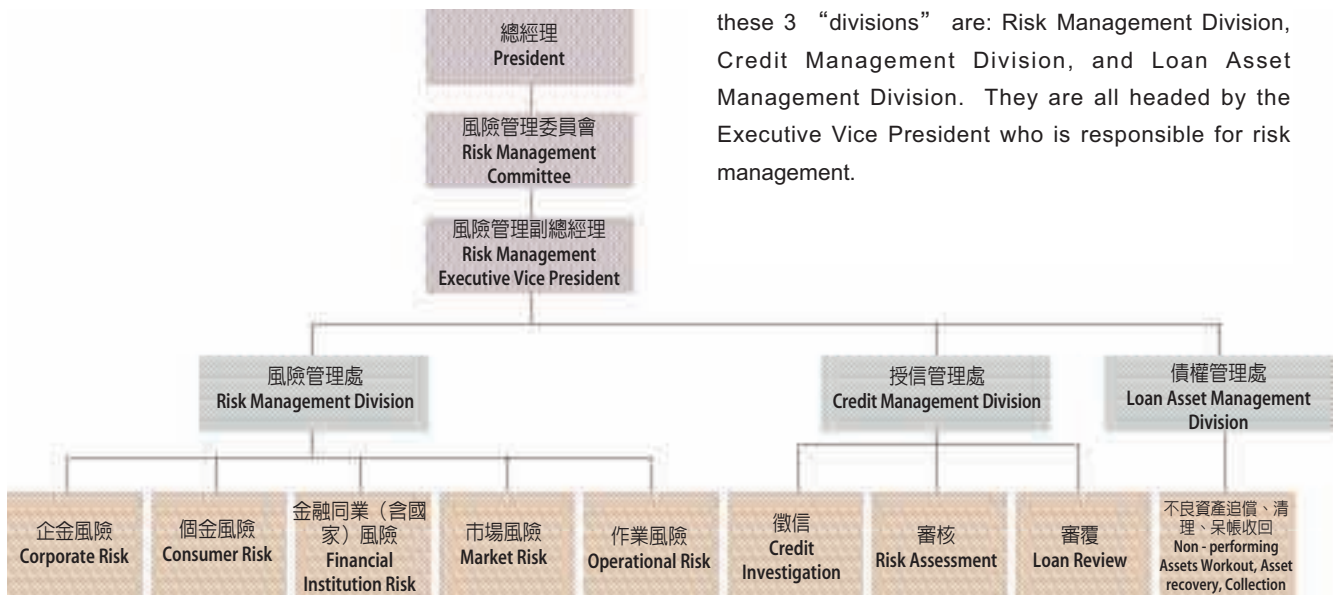 these 3 “divisions” are: Risk Management Division,
Credit Management Division, and Loan Asset
Management Division. They are all headed by the
Executive Vice President who is responsible for risk
management.
總經理
President
風險管理委員會
Risk Management
Committee
風險管理副總經理
Risk Management
Executive Vice President
風險管理處
Risk Management Division
授信管理處
Credit Management Division
債權管理處
Loan Asset Management
Division
企金風險
Corporate Risk
個金風險
Consumer Risk
金融同業（含國
家）風險
Financial
Institution Risk
市場風險
Market Risk
作業風險
Operational Risk
徵信
Credit
Investigation
審核
Risk Assessment
審覆
Loan Review
不良資產追償、清
理、呆帳收回
Non - performing
Assets Workout, Asset
recovery, Collection